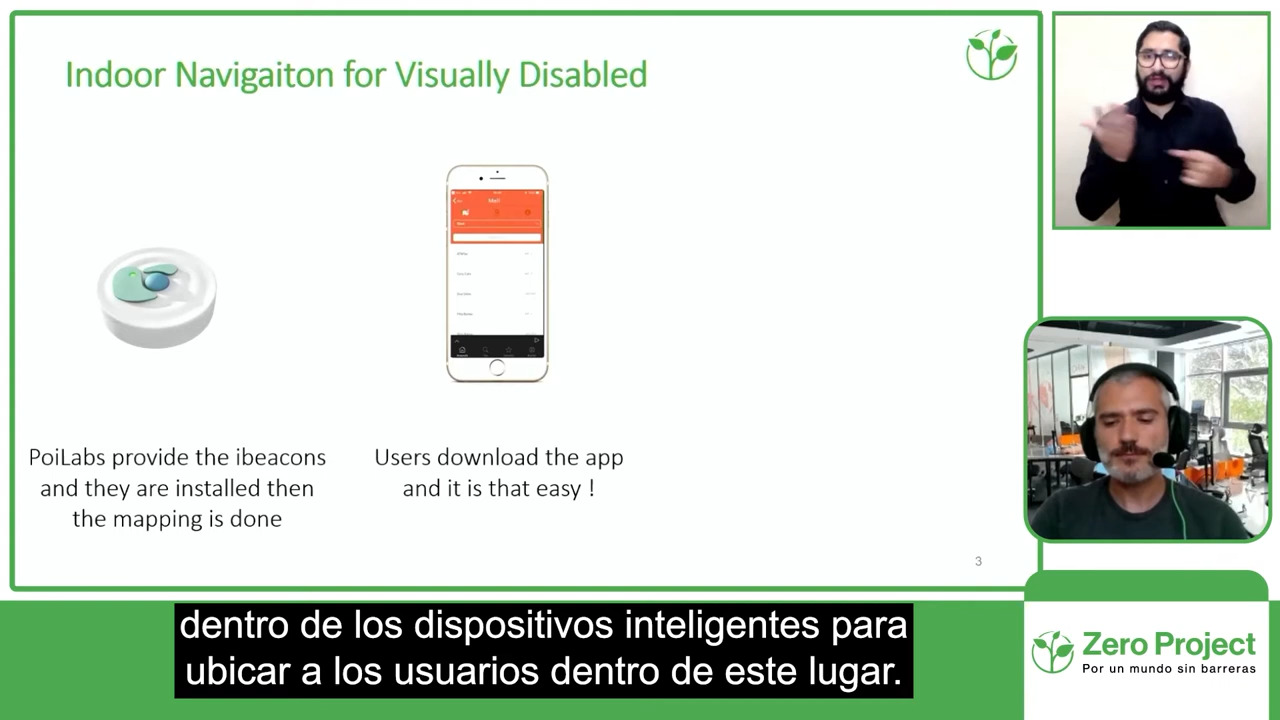 Indoor Navigaiton for Visually Disabled
PoiLabs provide the ibeacons
and they are installed then
the mapping is done
Users download the app
and it is that easy !
3
dentro de los dispositivos inteligentes para
ubicar a los usuarios dentro de este lugar.
Zero Project
Por un mundo sin barreras